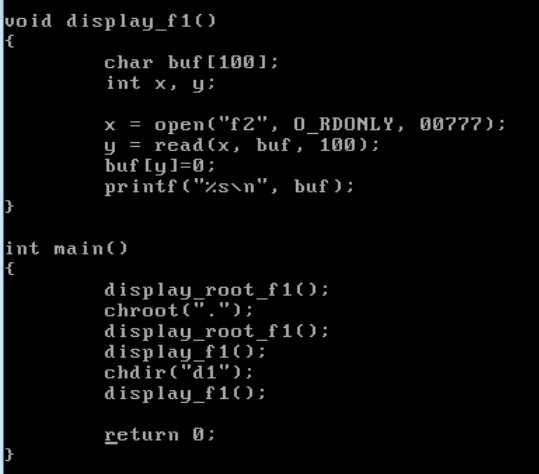 void display_f1()
{
        char buf[100];
        int x, y;

        x = open("f2", O_RDONLY, 00777);
        y = read(x, buf, 100);
        buf[y]=0;
        printf("%s\n", buf);
}

int main()
{
        display_root_f1();
        chroot(".");
        display_root_f1();
        display_f1();
        chdir("d1");
        display_f1();

        return 0;
}